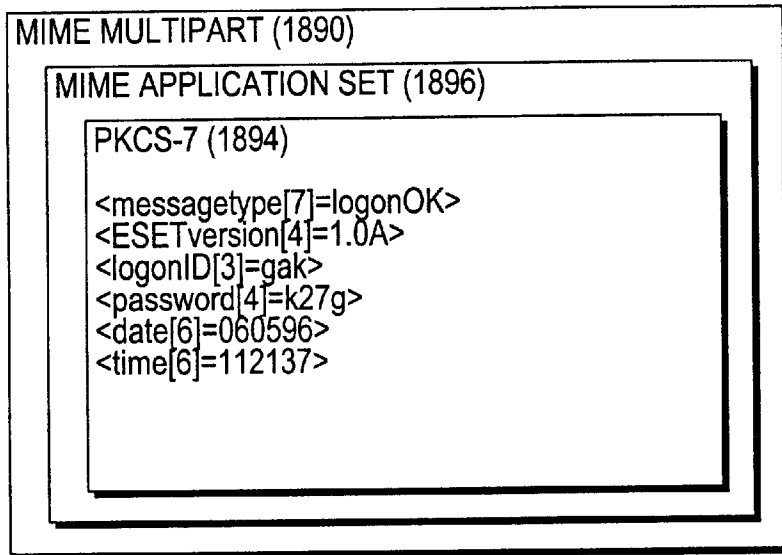 MIME MULTIPART (1890)
MIME APPLICATION SET (1896)
PKCS-7 (1894)
<messagetype[7]=logonOK>
<ESETversion[4]=1.0A>
<logonID[3]=gak>
<password[4]=k27g>
<date[6]=060596>
<time[6]=112137>